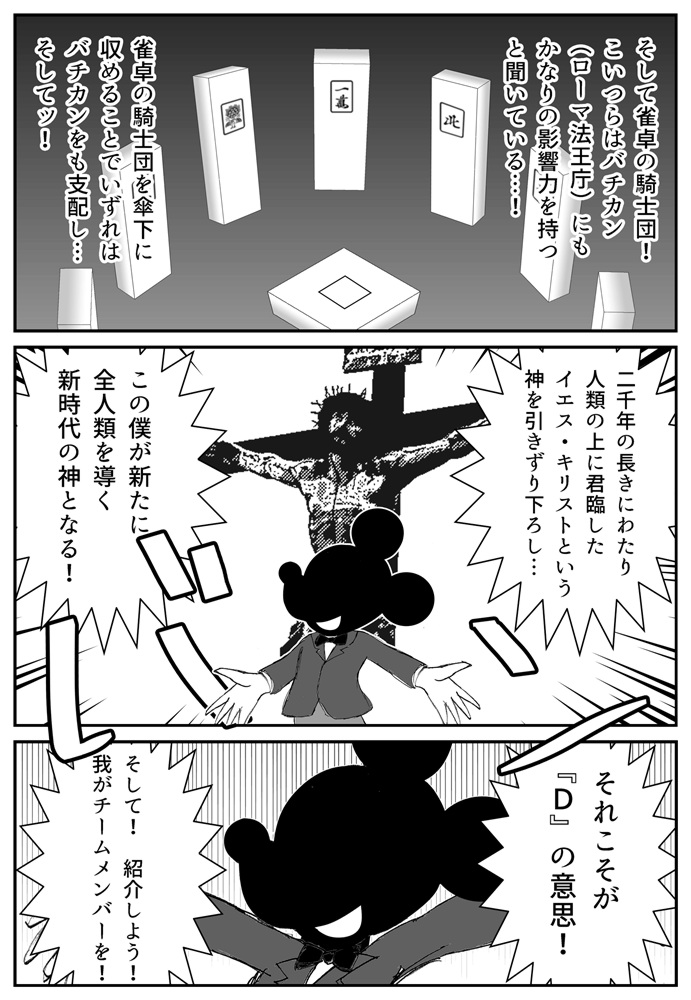 そして雀卓の騎士団！
こいつらはバチカン
（ローマ法王庁）にも
かなりの影響力を持つ
と聞いている…！
一萬
北
雀卓の騎士団を傘下に
収めることでいずれは
バチカンをも支配し…
そしてッ！
二千年の長きにわたり
人類の上に君臨した
イエス・キリストという
神を引きずり下ろし…
この僕が新たに
全人類を導く
新時代の神となる！
バァーーン
それこそが
『D』の意思！
そして！　紹介しよう！
我がチームメンバーを！